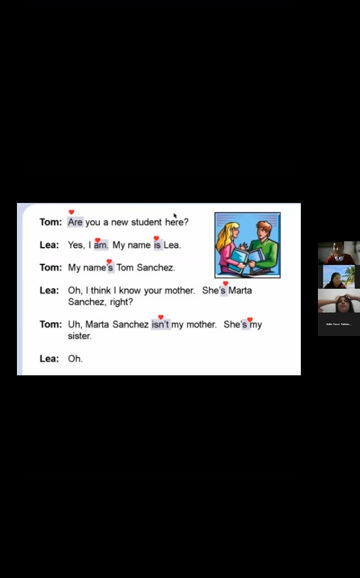 Tom: Are you a new student here?
Lea: Yes, I am. My name is Lea.
Tom: My name's Tom Sanchez.
Lea: Oh, I think I know your mother. She's Marta
Sanchez, right?
Tom: Uh, Marta Sanchez isn't my mother. She's my
sister.
Lea: Oh.